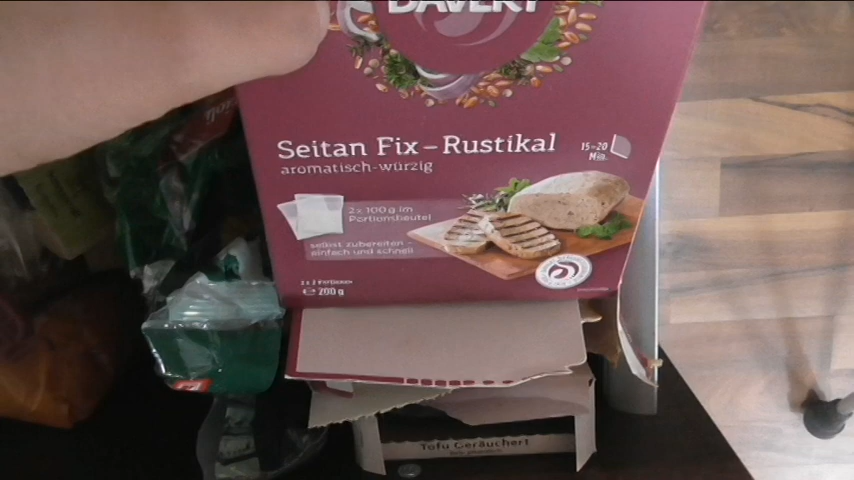 DAVERT
Seitan Fix – Rustikal
aromatisch-würzig
15-20
Min.
2 x 100 g im
Portionsbeutel
selbst zubereiten –
einfach und schnell
200 g
Tofu Geräuchert